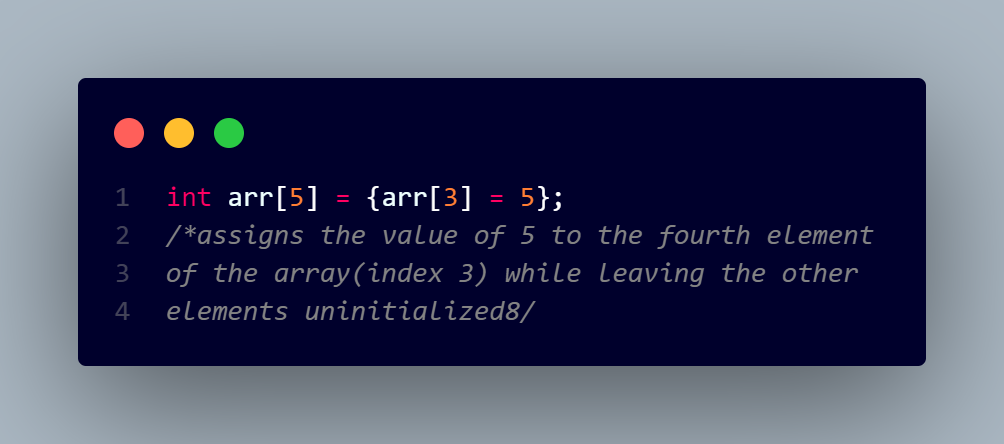 1 int arr[5] = {arr[3] = 5};
2 /*assigns the value of 5 to the fourth element
3 of the array(index 3) while leaving the other
4 elements uninitialized8/